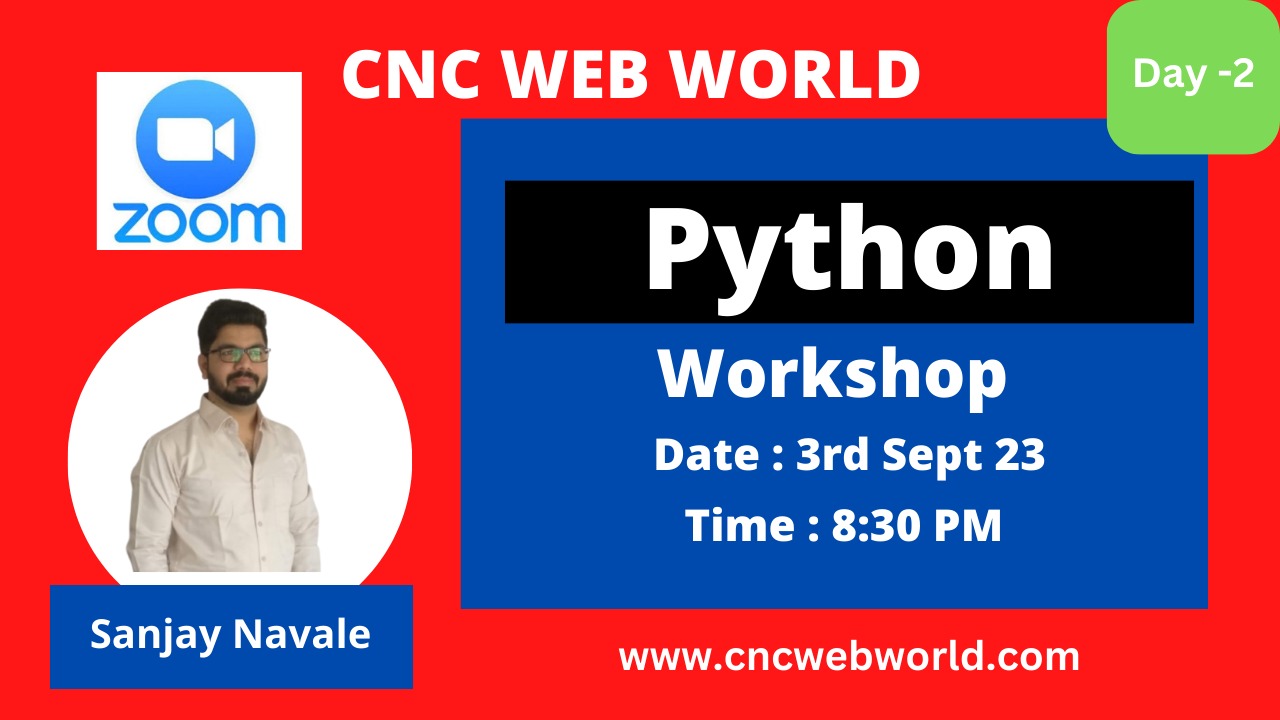 CNC WEB WORLD
Day -2
zoom
Python
Workshop
Date : 3rd Sept 23
Time : 8:30 PM
Sanjay Navale
www.cncwebworld.com